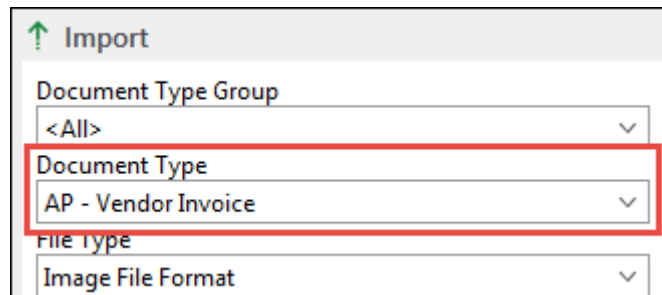 Import
Document Type Group
<All>
Document Type
AP - Vendor Invoice
File Type
Image File Format